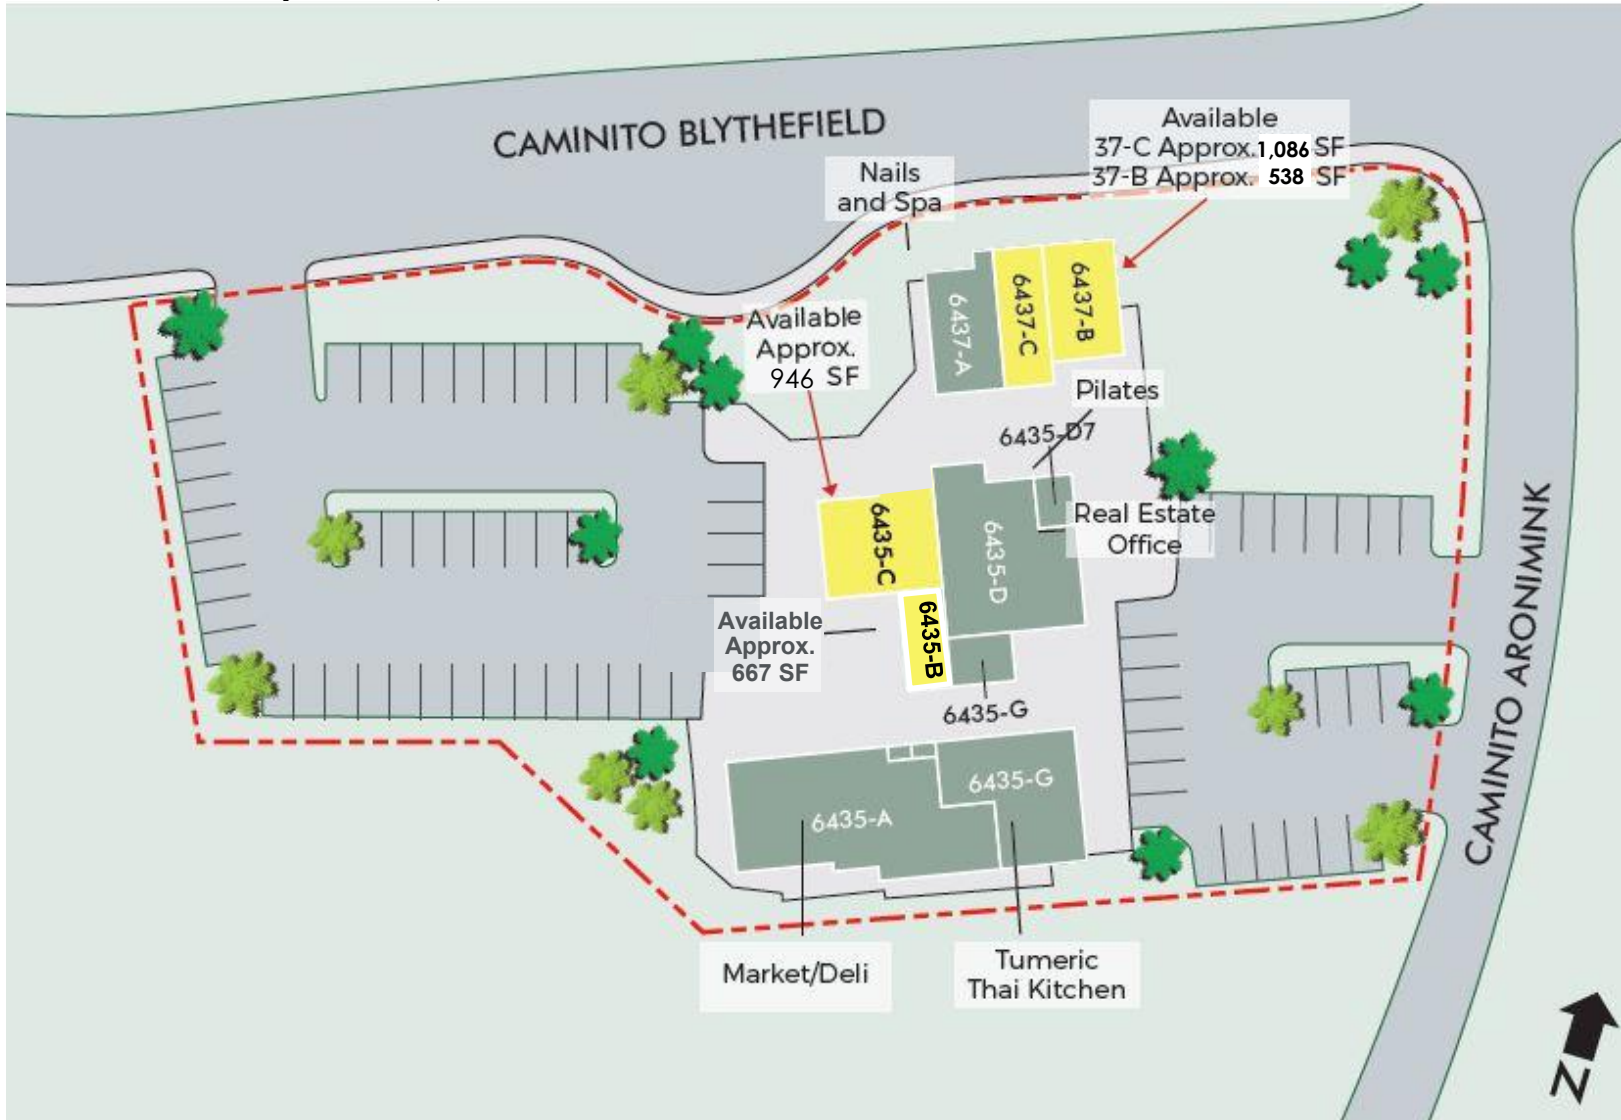 CAMINITO BLYTHEFIELD
Available
37-C Approx. 1,086 SF
37-B Approx. 538 SF
Nails
and Spa
6437-A
6437-C
6437-B
Available
Approx.
946 SF
Pilates
6435-D7
6435-C
6435-D
Real Estate
Office
Available
Approx.
667 SF
6435-B
6435-G
6435-A
6435-G
Market/Deli
Tumeric
Thai Kitchen
CAMINITO ARONIMINK
N